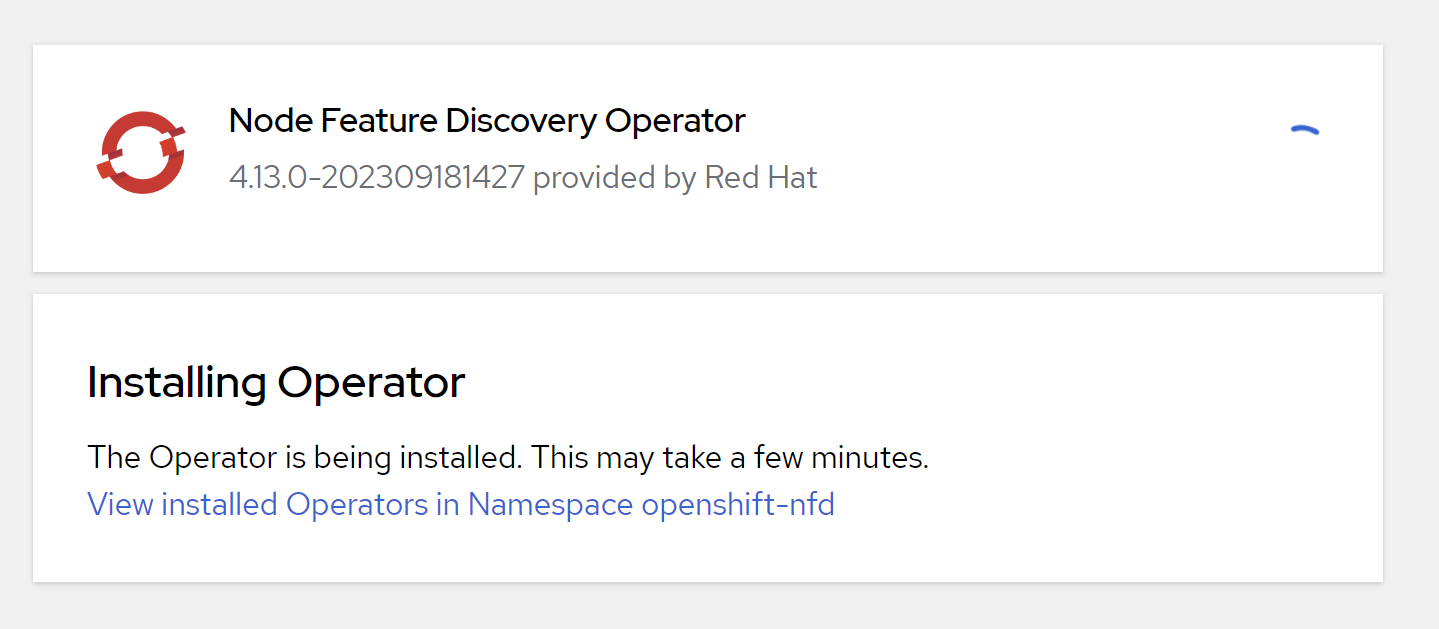 Node Feature Discovery Operator
4.13.0-202309181427 provided by Red Hat
Installing Operator
The Operator is being installed. This may take a few minutes.
View installed Operators in Namespace openshift-nfd